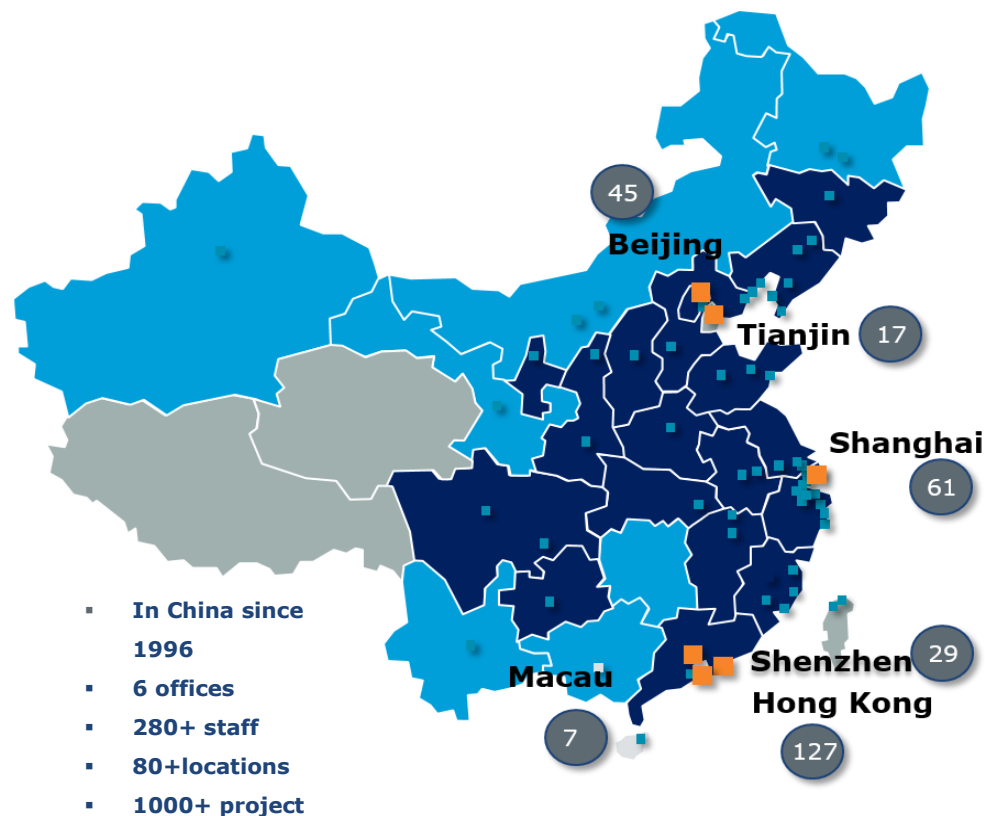 45
Beijing
Tianjin
17
Shanghai
61
▪ In China since
1996
▪ 6 offices
▪ 280+ staff
▪ 80+locations
▪ 1000+ project
Macau
7
Shenzhen
29
Hong Kong
127